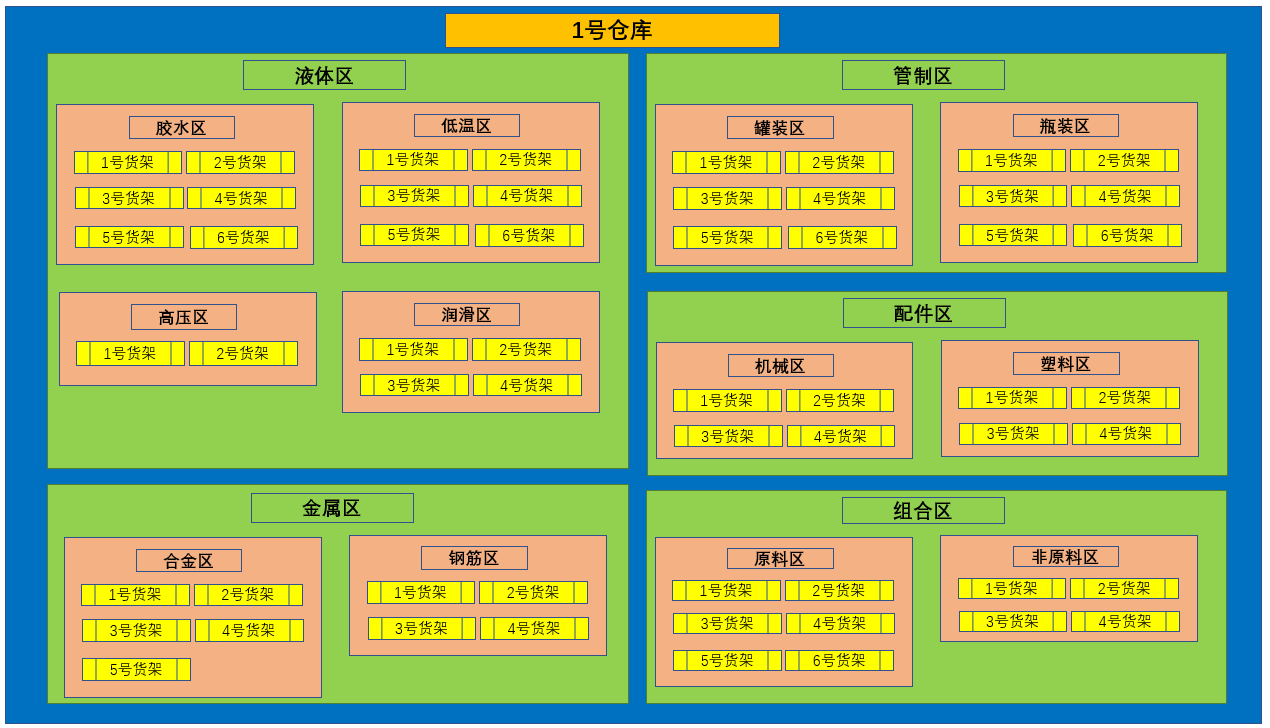 1号仓库
液体区
胶水区
1号货架 2号货架
3号货架 4号货架
5号货架 6号货架
低温区
1号货架 2号货架
3号货架 4号货架
5号货架 6号货架
高压区
1号货架 2号货架
润滑区
1号货架 2号货架
3号货架 4号货架
管制区
罐装区
1号货架 2号货架
3号货架 4号货架
5号货架 6号货架
瓶装区
1号货架 2号货架
3号货架 4号货架
5号货架 6号货架
配件区
机械区
1号货架 2号货架
3号货架 4号货架
塑料区
1号货架 2号货架
3号货架 4号货架
金属区
合金区
1号货架 2号货架
3号货架 4号货架
5号货架
钢筋区
1号货架 2号货架
3号货架 4号货架
组合区
原料区
1号货架 2号货架
3号货架 4号货架
5号货架 6号货架
非原料区
1号货架 2号货架
3号货架 4号货架